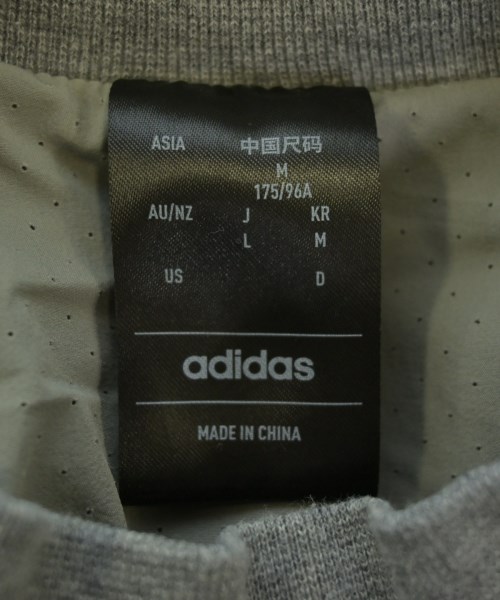 ASIA 中国尺码
M
175/96A
AU/NZ J KR
L M
US D
adidas
MADE IN CHINA